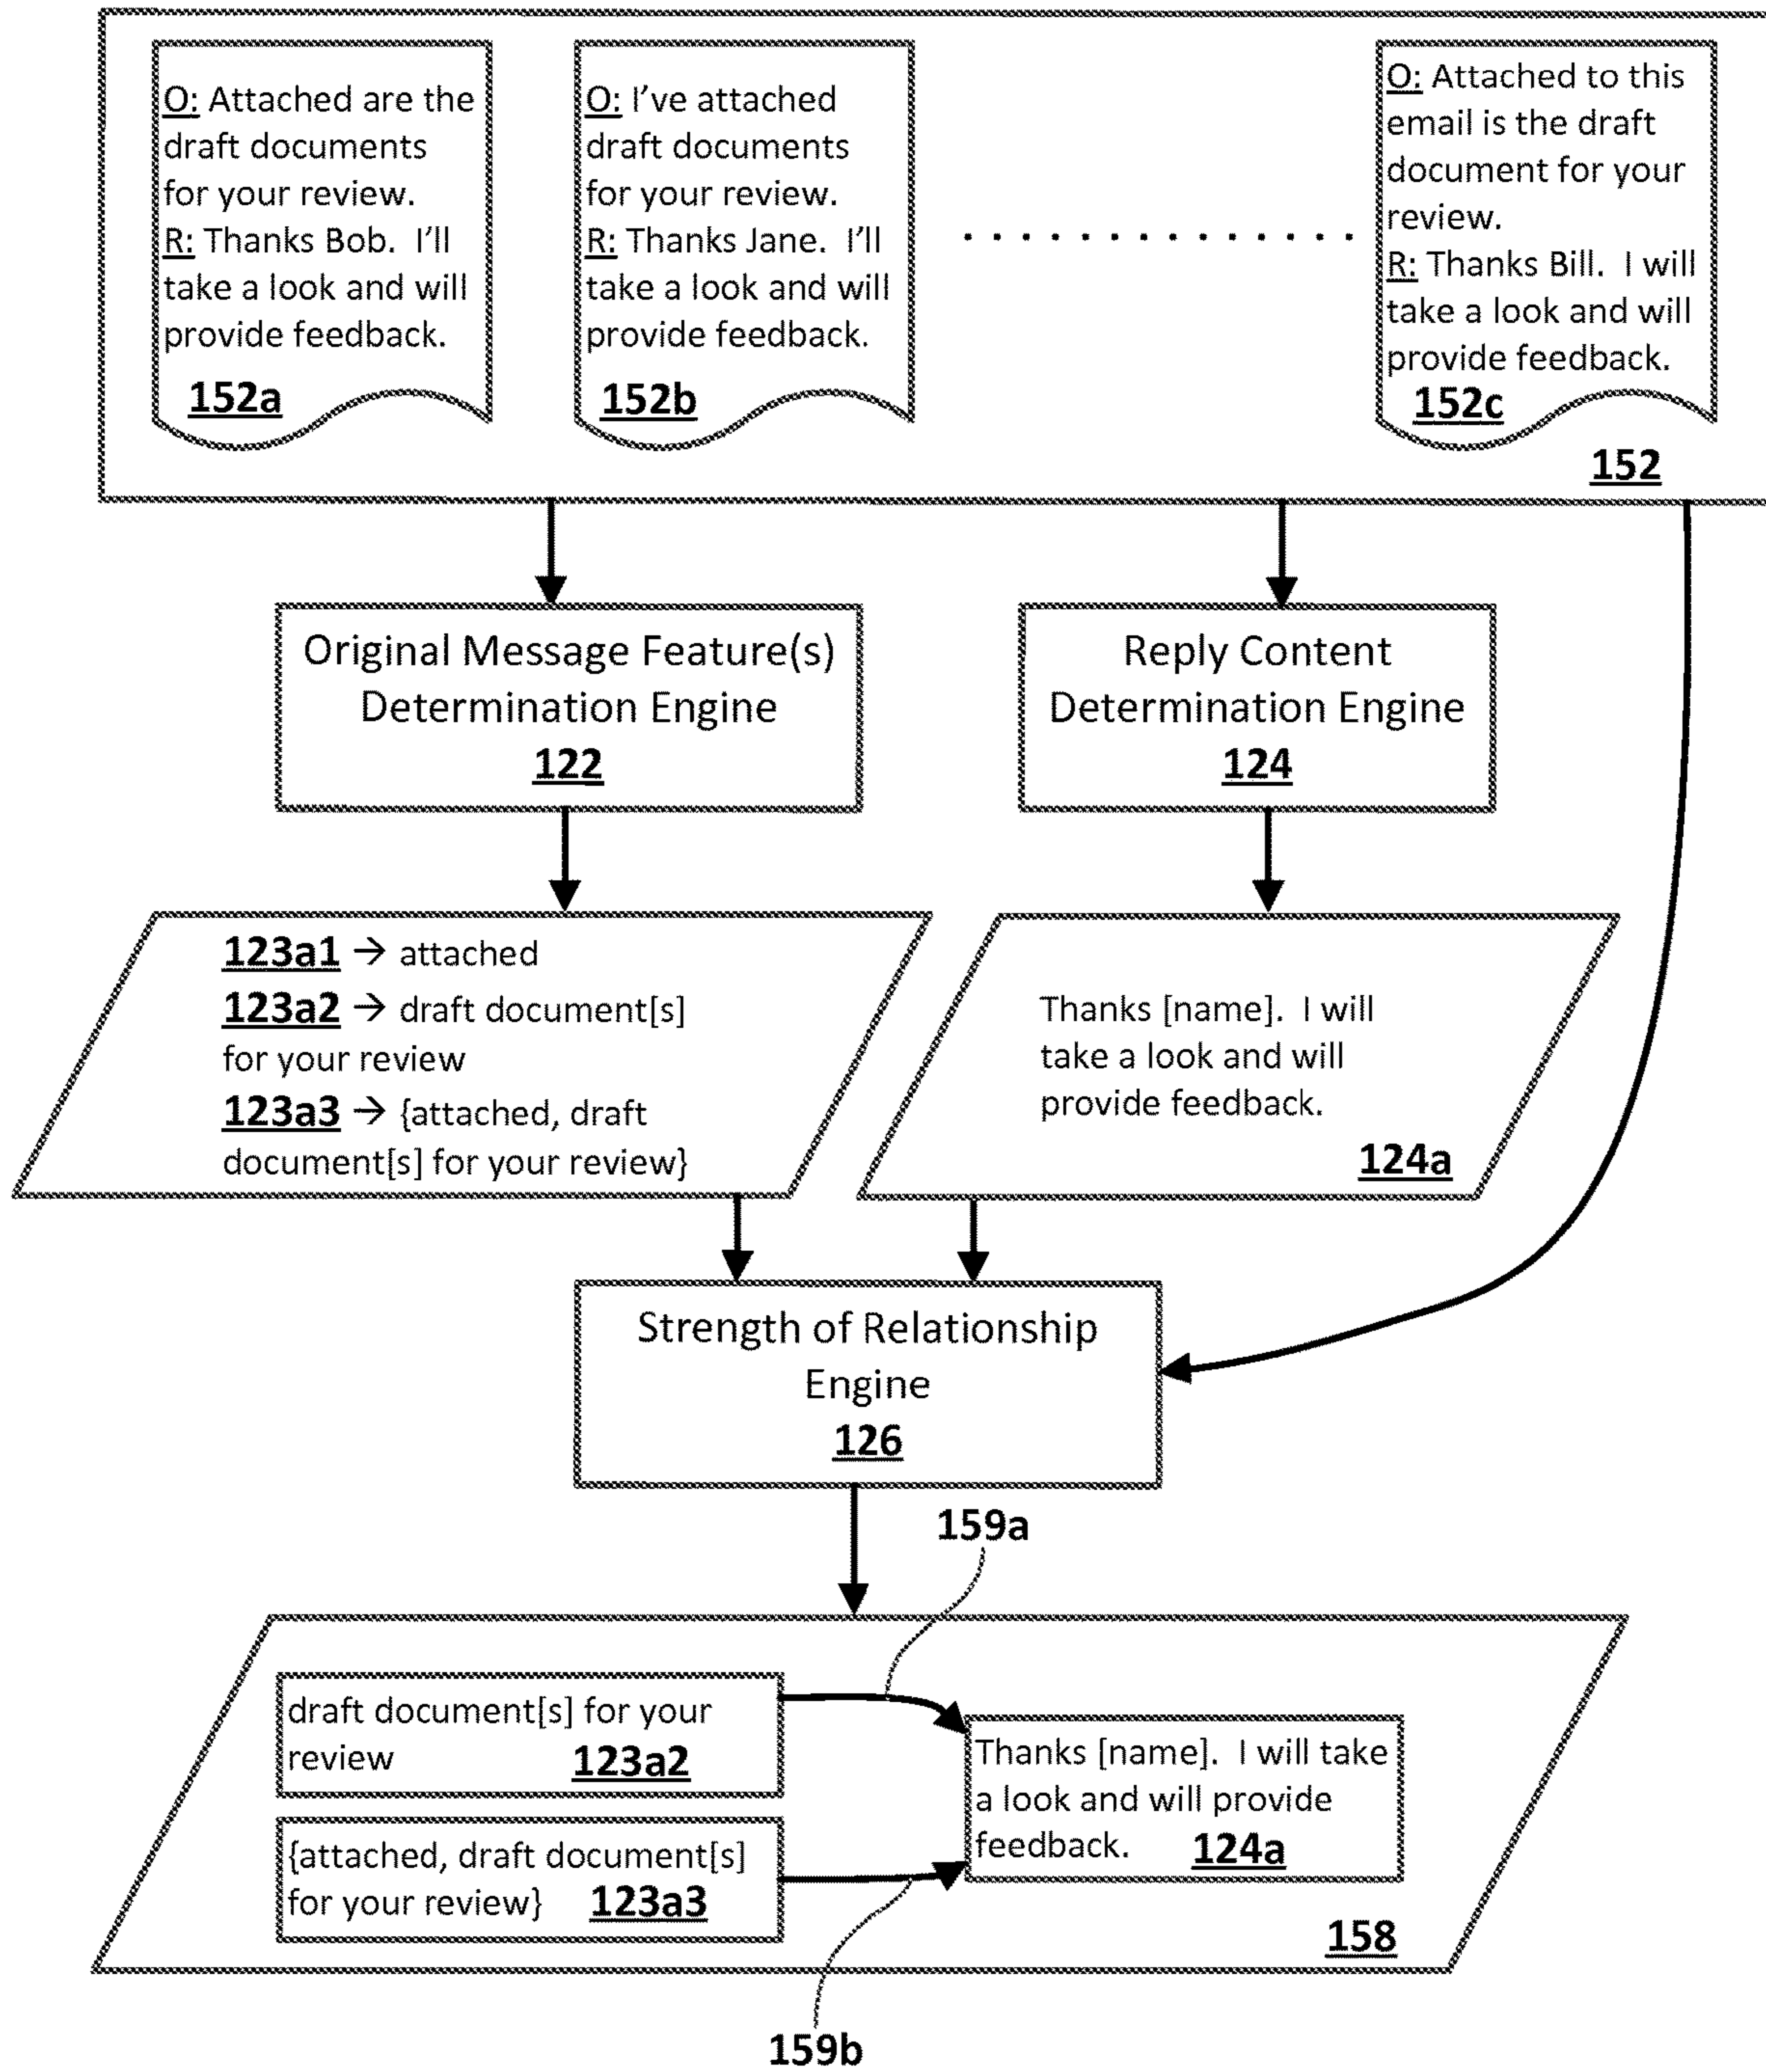 O: Attached are the
draft documents
for your review.
R: Thanks Bob. I'll
take a look and will
provide feedback.
152a
O: I've attached
draft documents
for your review.
R: Thanks Jane. I'll
take a look and will
provide feedback.
152b
O: Attached to this
email is the draft
document for your
review.
R: Thanks Bill. I will
take a look and will
provide feedback.
152c
152
Original Message Feature(s)
Determination Engine
122
Reply Content
Determination Engine
124
123a1 → attached
123a2 → draft document[s]
for your review
123a3 → {attached, draft
document[s] for your review}
Thanks [name]. I will
take a look and will
provide feedback.
124a
Strength of Relationship
Engine
126
159a
draft document[s] for your
review 123a2
{attached, draft document[s]
for your review} 123a3
Thanks [name]. I will take
a look and will provide
feedback. 124a
158
159b